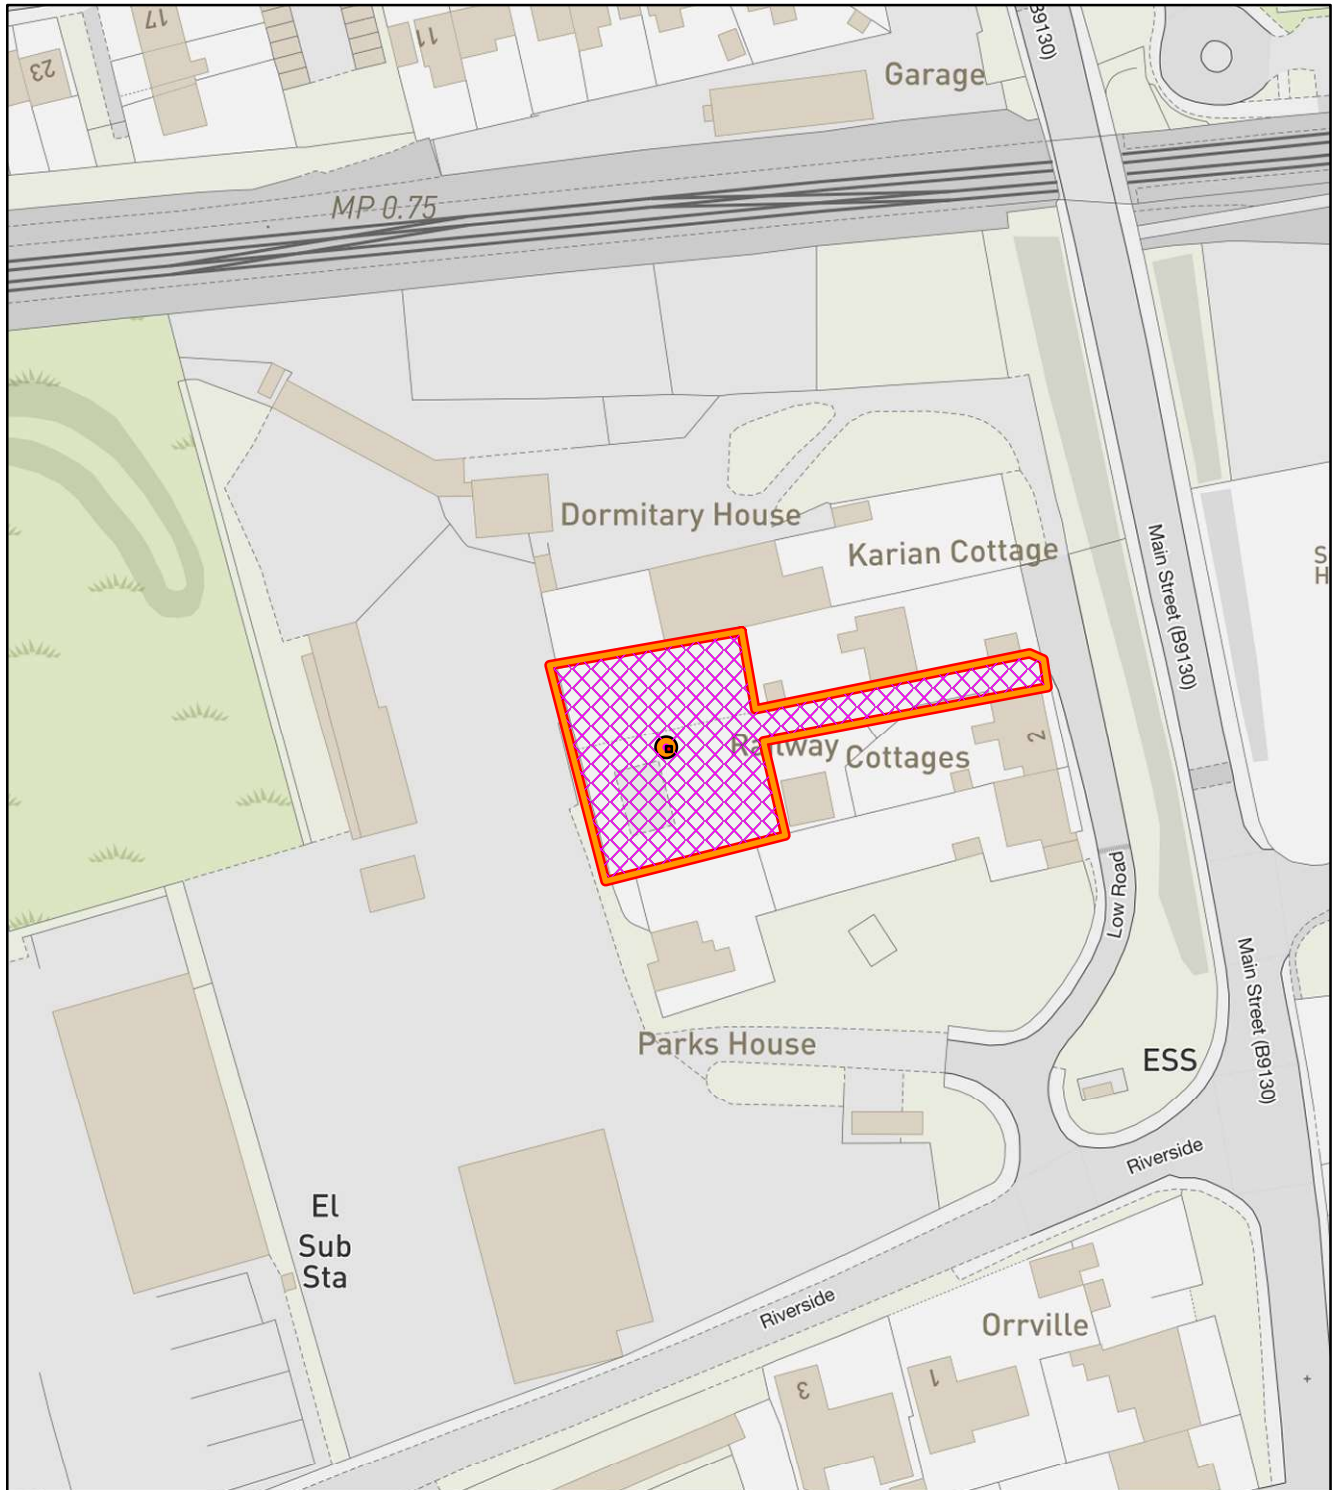 B9130)
17
11
23
Garage
MP 0.75
Dormitary House
Karian Cottage
Main Street (B9130)
S
H
Railway Cottages
2
Low Road
Main Street (B9130)
Parks House
ESS
Riverside
El
Sub
Sta
Riverside
Orrville
3
1